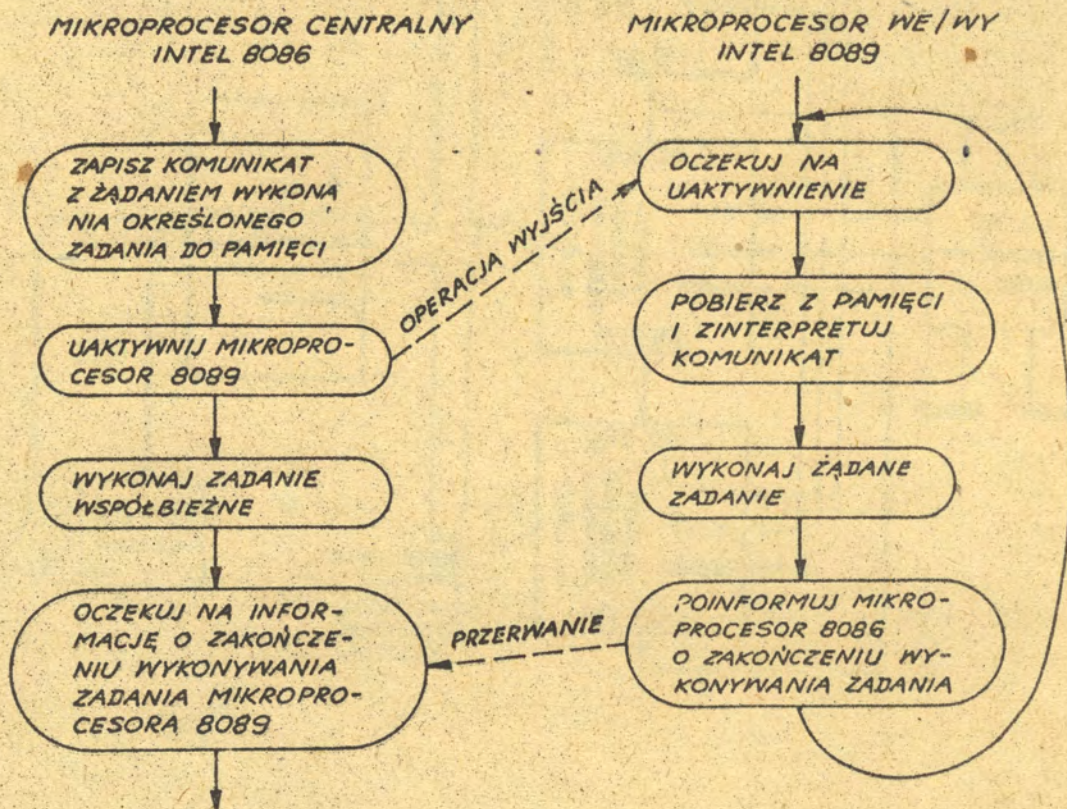 MIKROPROCESOR CENTRALNY
INTEL 8086
ZAPISZ KOMUNIKAT
Z ŻĄDANIEM WYKONA
NIA OKREŚLONEGO
ZADANIA DO PAMIĘCI
UAKTYWNIJ MIKROPRO-
CESOR 8089
WYKONAJ ZADANIE
WSPÓŁBIEŻNE
OCZEKUJ NA INFOR-
MACJĘ O ZAKOŃCZE-
NIU WYKONYWANIA
ZADANIA MIKROPRO-
CESORA 8089
OPERACJA WYJŚCIA
PRZERWANIE
MIKROPROCESOR WE/WY
INTEL 8089
OCZEKUJ NA
UAKTYWNIENIE
POBIERZ Z PAMIĘCI
I ZINTERPRETUJ
KOMUNIKAT
WYKONAJ ŻĄDANE
ZADANIE
POINFORMUJ MIKRO-
PROCESOR 8086
O ZAKOŃCZENIU WY-
KONYWANIA ZADANIA